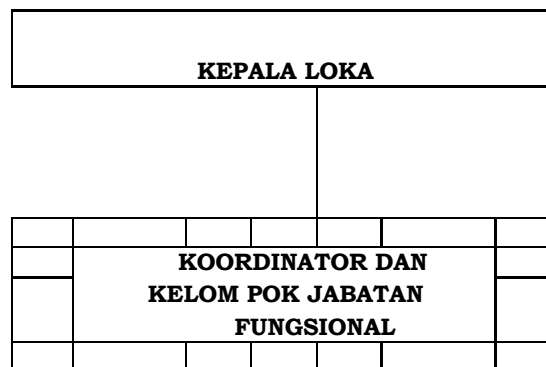 KEPALA LOKA
KOORDINATOR DAN
KELOM POK JABATAN
FUNGSIONAL